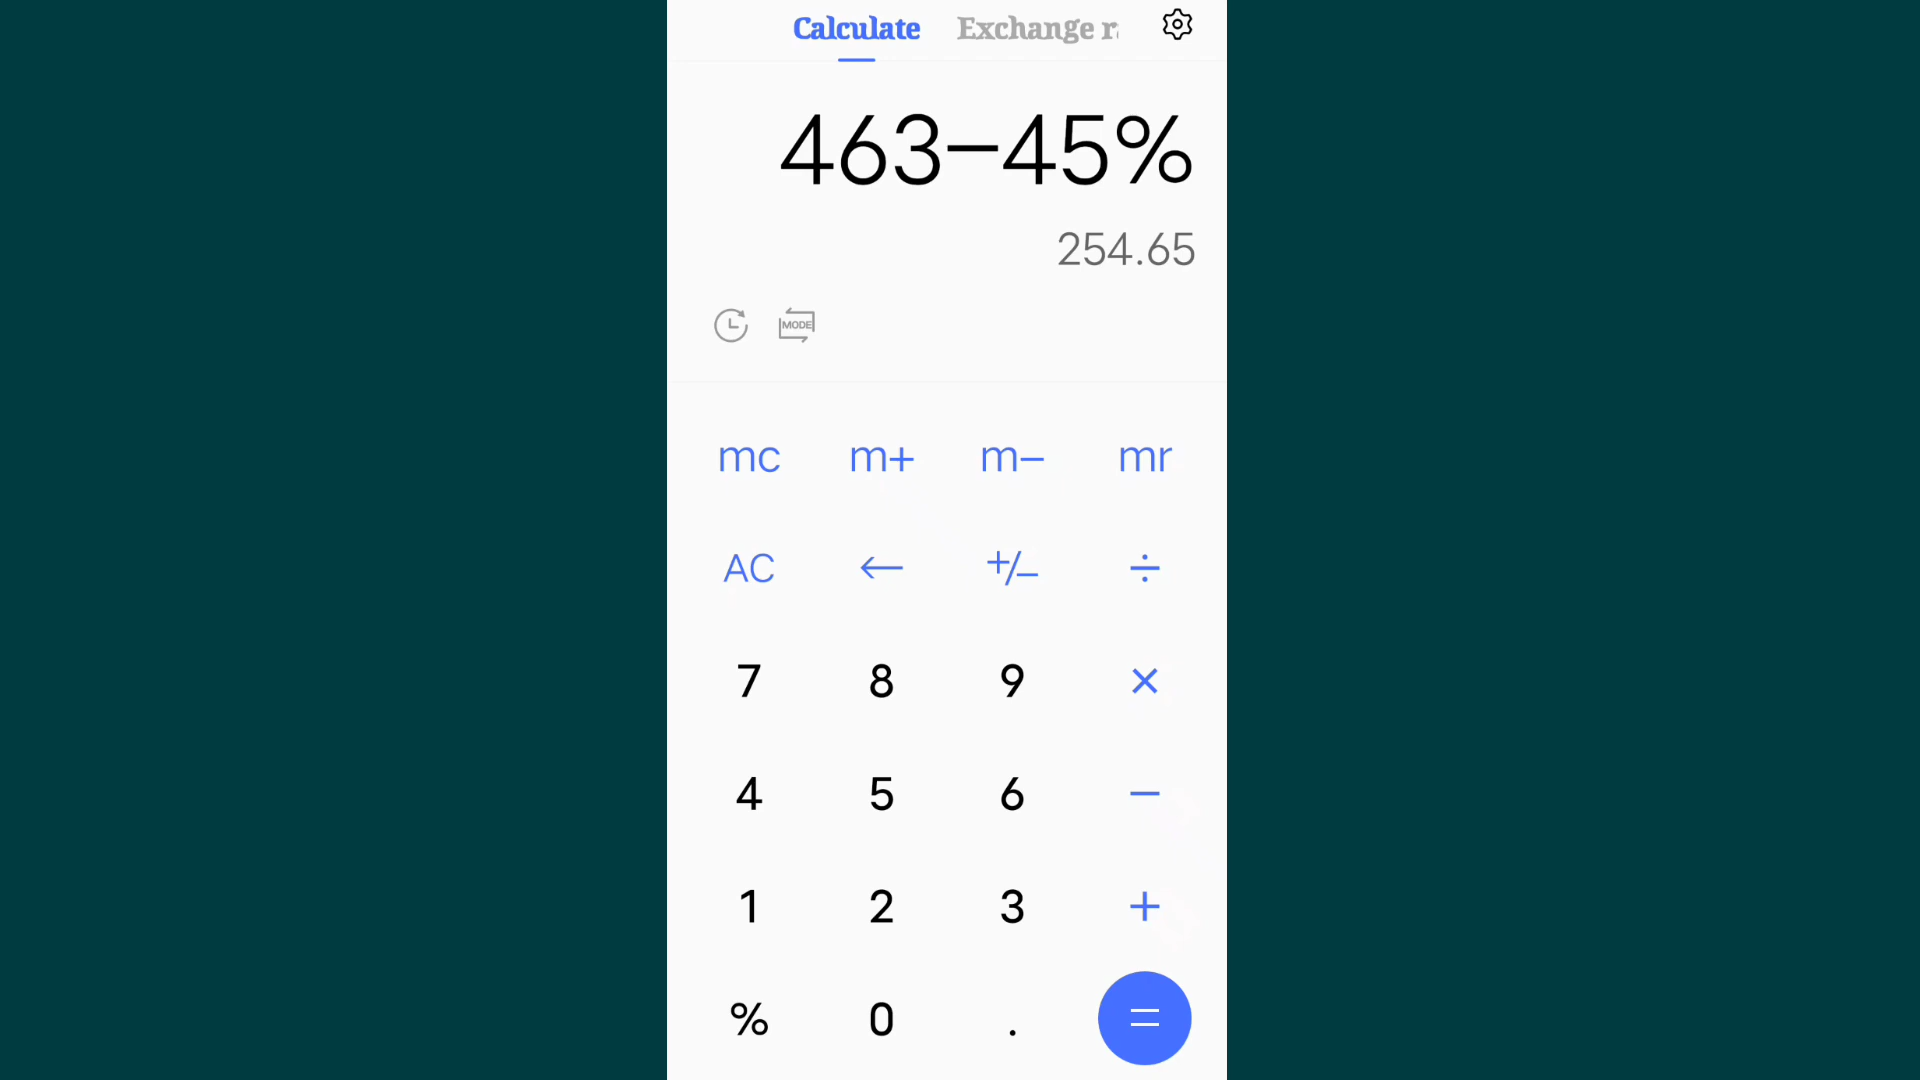 Calculate Exchange r
463−45%
254.65
MODE
mc m+ m− mr
AC ← +/− ÷
7 8 9 ×
4 5 6 −
1 2 3 +
% 0 . =